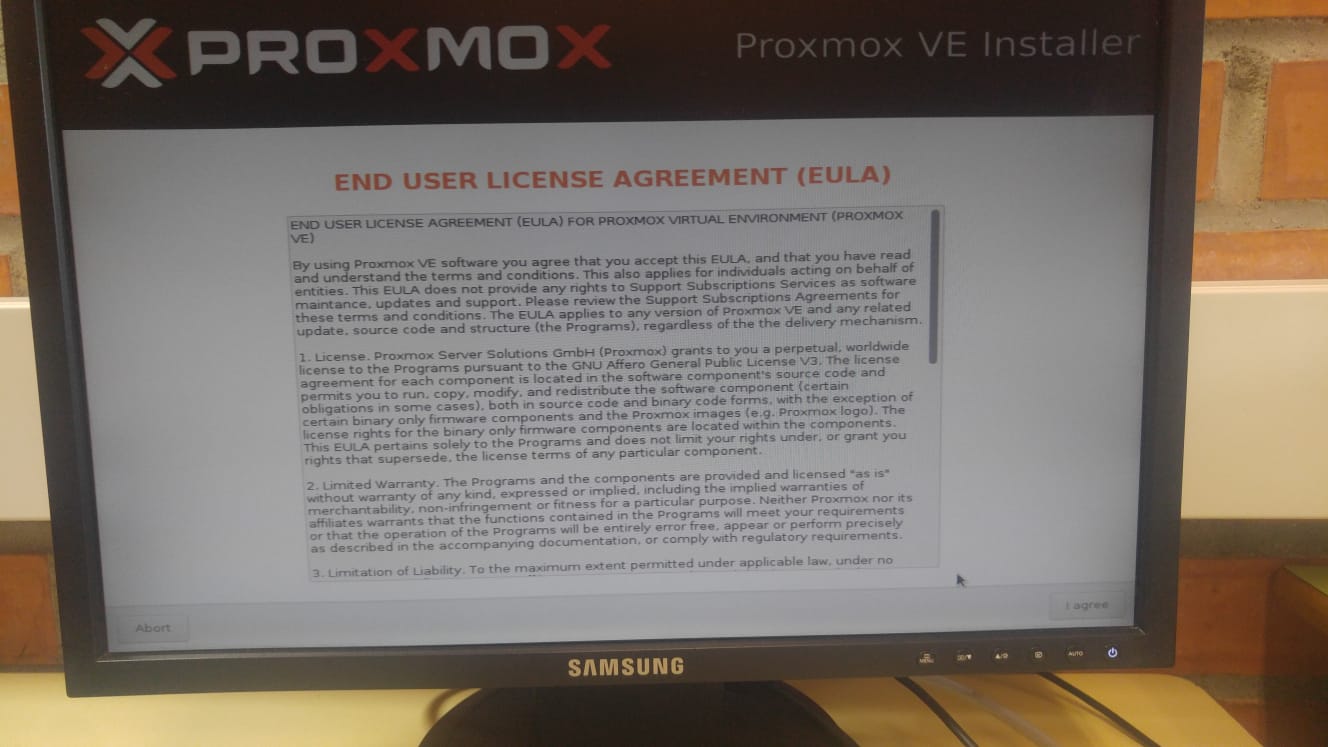 PROXMOX
Proxmox VE Installer
END USER LICENSE AGREEMENT (EULA)
END USER LICENSE AGREEMENT (EULA) FOR PROXMOX VIRTUAL ENVIRONMENT (PROXMOX
VE)
By using Proxmox VE software you agree that you accept this EULA, and that you have read
and understand the terms and conditions. This also applies for individuals acting on behalf of
entities. This EULA does not provide any rights to Support Subscriptions Services as software
maintance, updates and support. Please review the Support Subscriptions Agreements for
these terms and conditions. The EULA applies to any version of Proxmox VE and any related
update, source code and structure (the Programs), regardless of the the delivery mechanism.
1. License. Proxmox Server Solutions GmbH (Proxmox) grants to you a perpetual, worldwide
license to the Programs pursuant to the GNU Affero General Public License V3. The license
agreement for each component is located in the software component's source code and
permits you to run, copy, modify, and redistribute the software component (certain
obligations in some cases), both in source code and binary code forms, with the exception of
certain binary only firmware components and the Proxmox images (e.g. Proxmox logo). The
license rights for the binary only firmware components are located within the components.
This EULA pertains solely to the Programs and does not limit your rights under, or grant you
rights that supersede, the license terms of any particular component.
2. Limited Warranty. The Programs and the components are provided and licensed "as is"
without warranty of any kind, expressed or implied, including the implied warranties of
merchantability, non-infringement or fitness for a particular purpose. Neither Proxmox nor its
affiliates warrants that the functions contained in the Programs will meet your requirements
or that the operation of the Programs will be entirely error free, appear or perform precisely
as described in the accompanying documentation, or comply with regulatory requirements.
3. Limitation of Liability. To the maximum extent permitted under applicable law, under no
Abort
I agree
SAMSUNG
MENU
AUTO